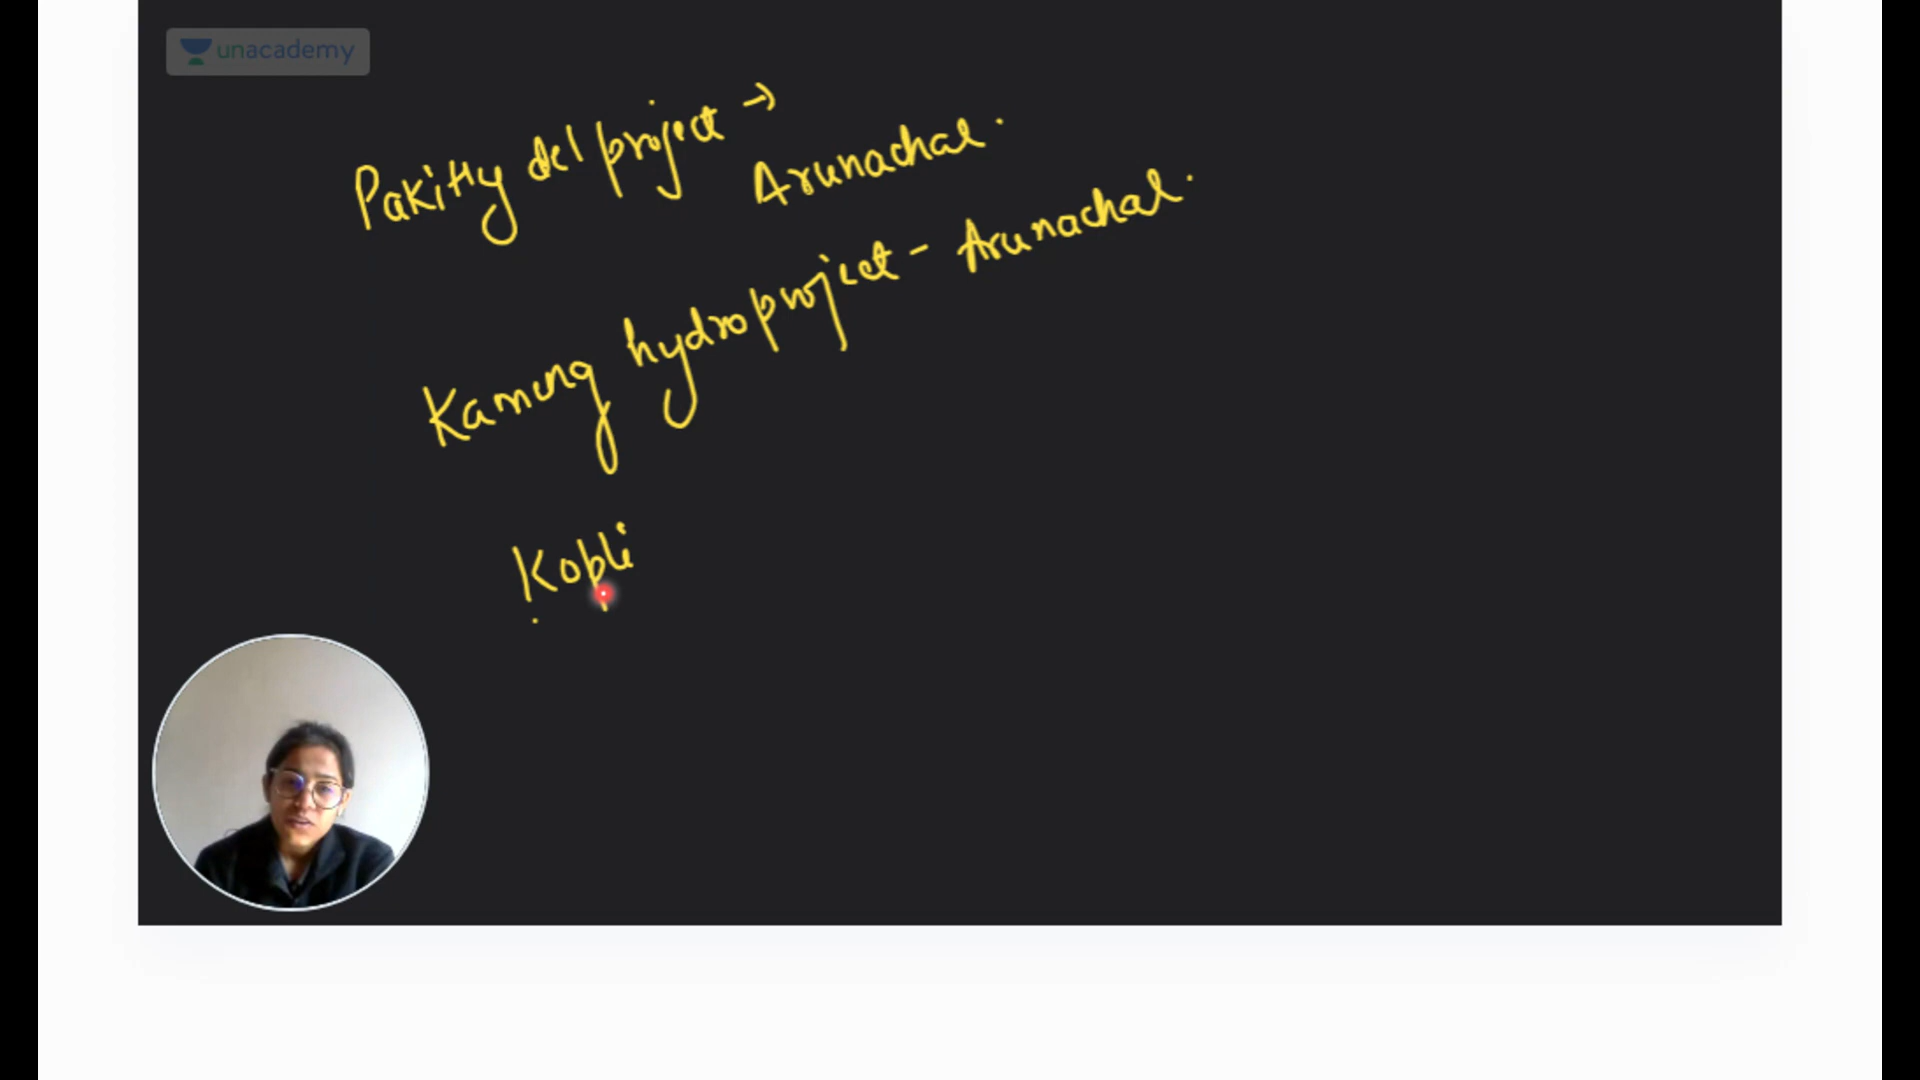 unacademy
Pakitty del project →
Arunachal.
Kameng hydroproject - Arunachal.
Kopli